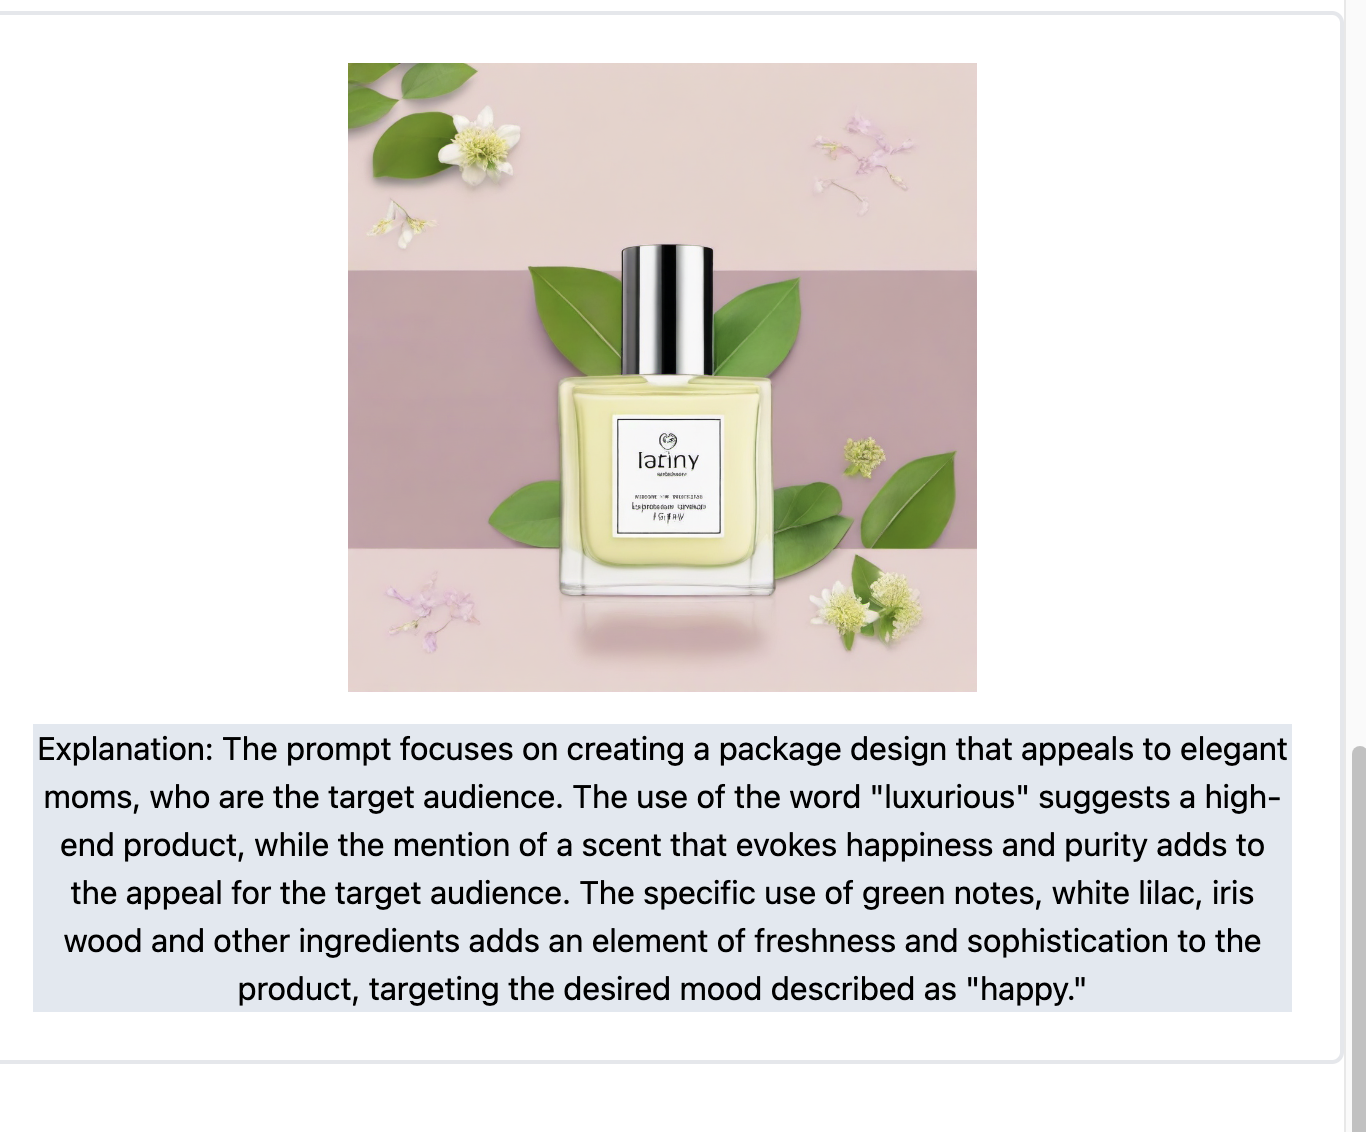 latiny
Explanation: The prompt focuses on creating a package design that appeals to elegant
moms, who are the target audience. The use of the word "luxurious" suggests a high-
end product, while the mention of a scent that evokes happiness and purity adds to
the appeal for the target audience. The specific use of green notes, white lilac, iris
wood and other ingredients adds an element of freshness and sophistication to the
product, targeting the desired mood described as "happy."